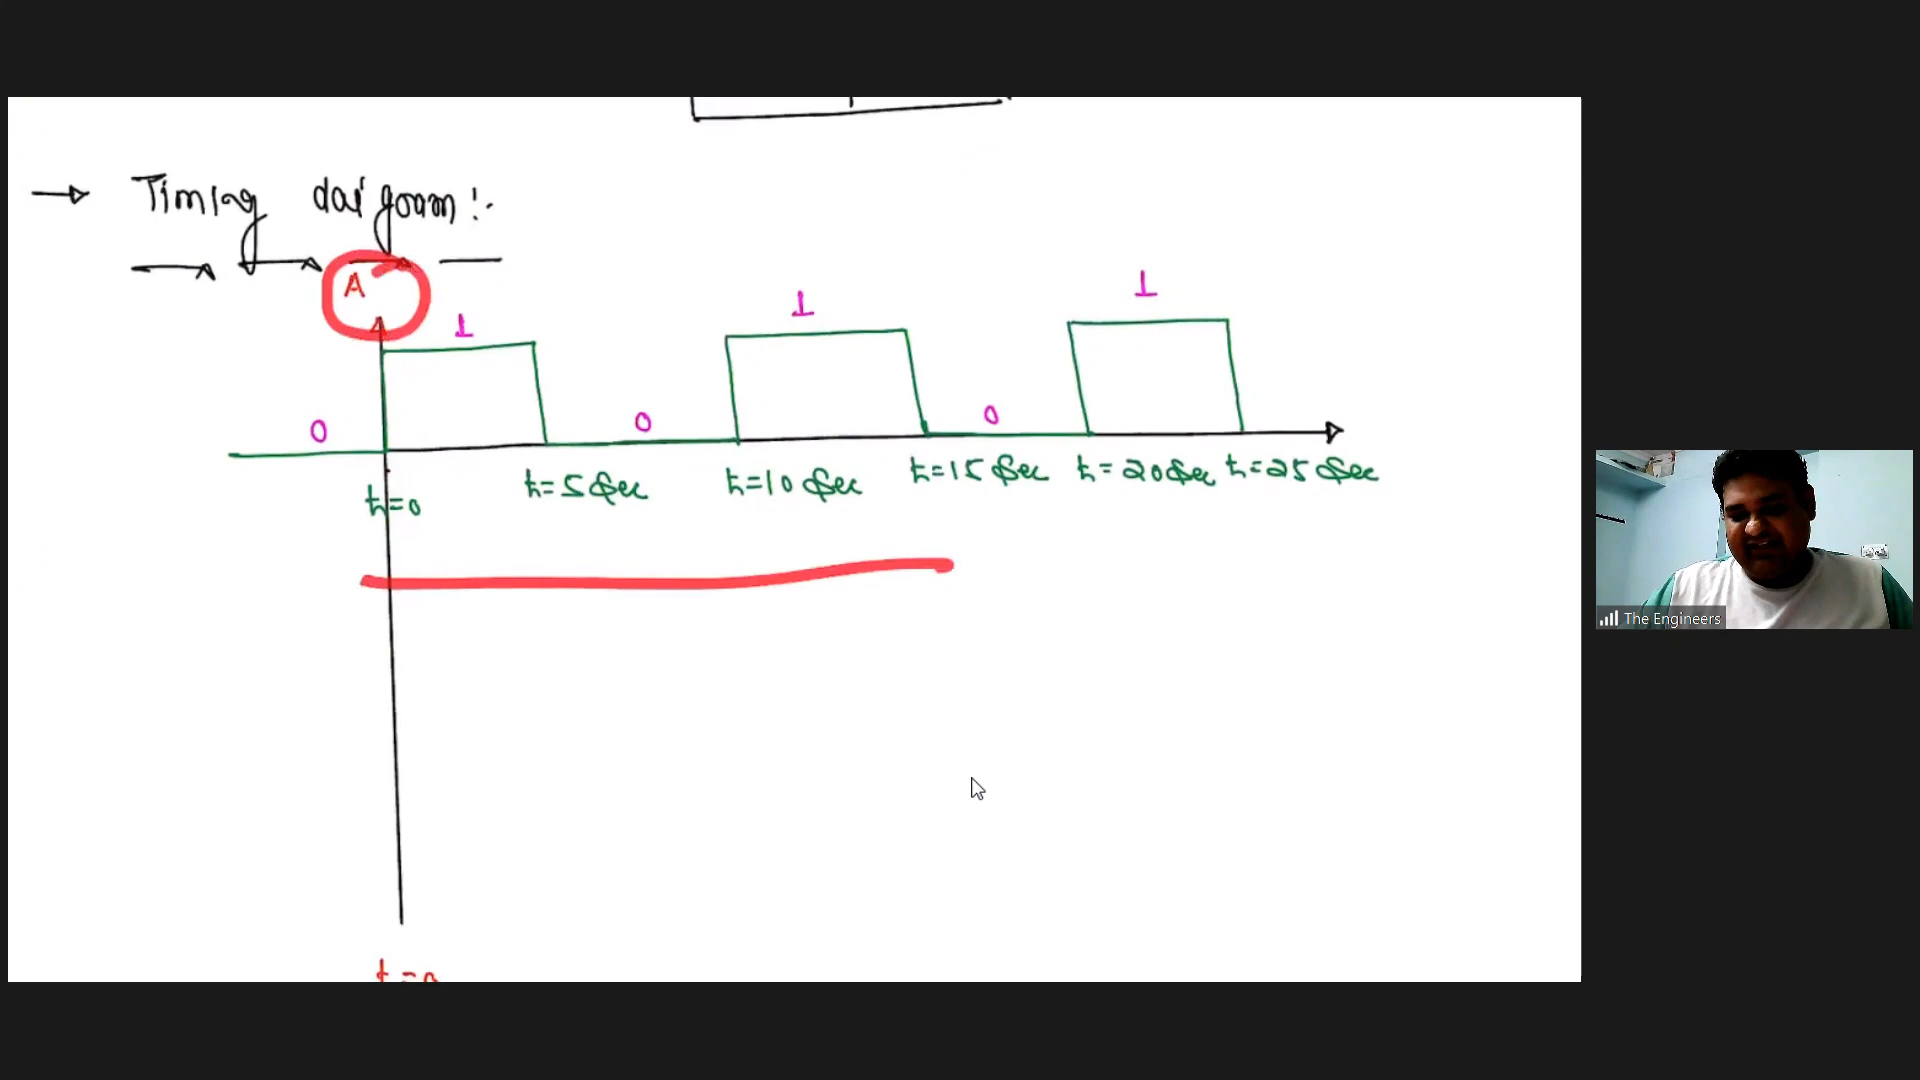 → Timing daigram :-
A
1 1 1
0 0 0
t=0 t=5 sec t=10 sec t=15 sec t=20 sec t=25 sec
The Engineers